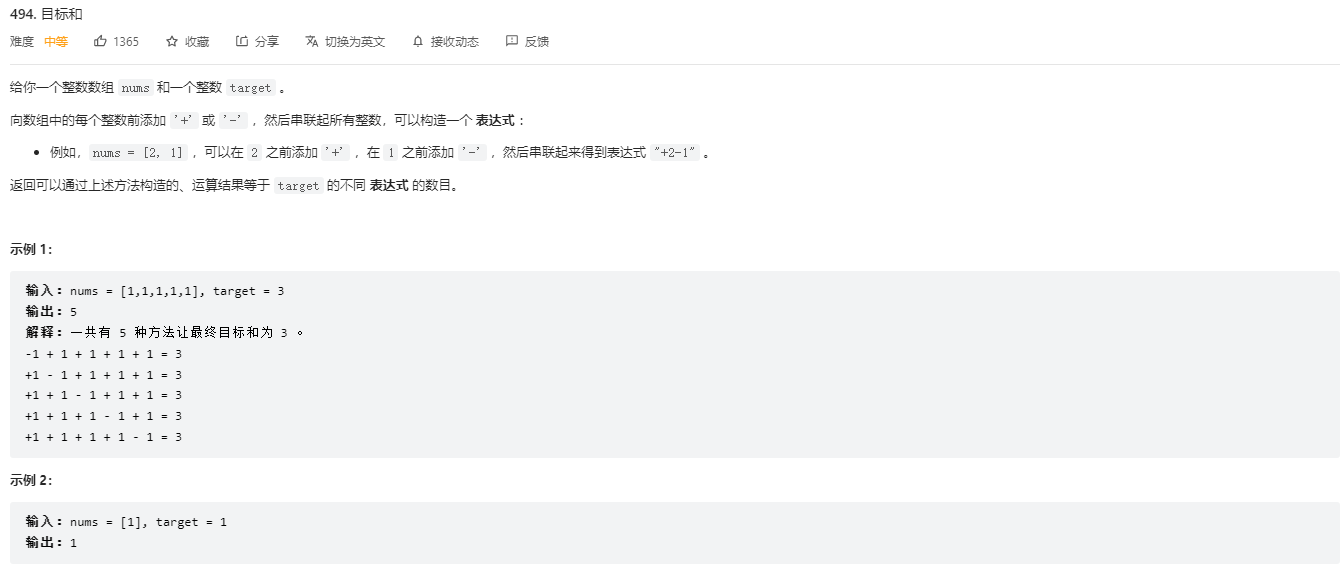 494. 目标和
难度 中等 1365 收藏 分享 切换为英文 接收动态 反馈
给你一个整数数组 nums 和一个整数 target 。
向数组中的每个整数前添加 '+' 或 '-' ，然后串联起所有整数，可以构造一个 表达式 ：
• 例如，nums = [2, 1] ，可以在 2 之前添加 '+' ，在 1 之前添加 '-' ，然后串联起来得到表达式 "+2-1" 。
返回可以通过上述方法构造的、运算结果等于 target 的不同 表达式 的数目。
示例 1：
输入：nums = [1,1,1,1,1], target = 3
输出：5
解释：一共有 5 种方法让最终目标和为 3 。
-1 + 1 + 1 + 1 + 1 = 3
+1 - 1 + 1 + 1 + 1 = 3
+1 + 1 - 1 + 1 + 1 = 3
+1 + 1 + 1 - 1 + 1 = 3
+1 + 1 + 1 + 1 - 1 = 3
示例 2：
输入：nums = [1], target = 1
输出：1